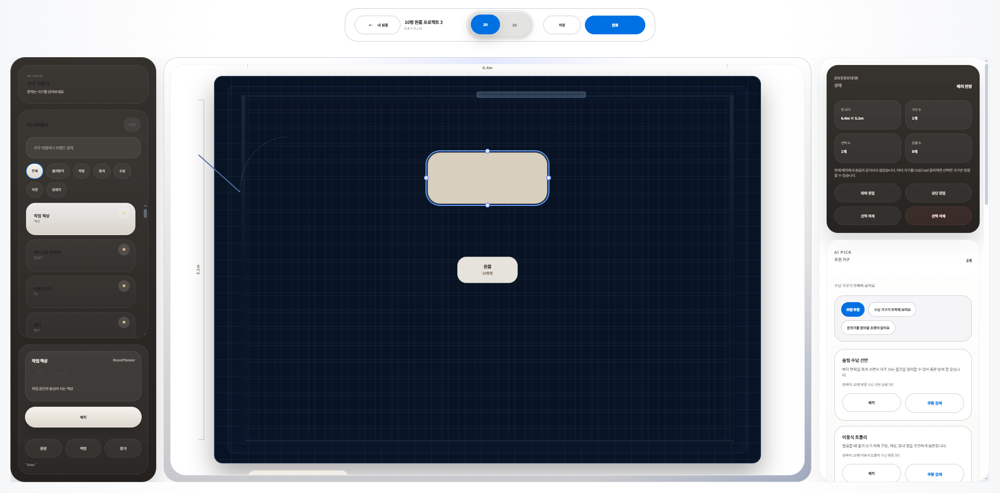 ← 내 원룸
10평 원룸 프로젝트 3
6.4 × 5.1 m
2D
3D
저장
완료
MY ROOM
가구 고르기
원하는 가구를 담아보세요
가구 모아보기
가구 이름이나 브랜드 검색
전체
즐겨찾기
작업
휴식
수납
가전
분위기
작업 책상
책상
★
데스크탑 컴퓨터
컴퓨터
★
이동식 TV
TV
★
행거
행거
★
작업 책상
RoomPlanner
작업 공간의 중심이 되는 책상
배치
중앙
벽면
창가
6.4m
5.1m
원룸
10평형
OVERVIEW
상태
배치 안정
방 크기
6.4m × 5.1m
가구 수
1개
선택 수
1개
충돌 수
0개
현재 배치에서 충돌이 감지되지 않았습니다. 여러 가구를 Ctrl/Cmd 클릭하면 선택한 가구만 정렬
할 수 있습니다.
좌측 정렬
상단 정렬
선택 복제
선택 삭제
AI PICK
추천 가구
3개
수납 가구가 부족해 보여요
보완 추천
수납 가구가 부족해 보여요
분위기를 잡아줄 조명이 없어요
슬림 수납 선반
바닥 면적을 적게 쓰면서 자주 쓰는 물건을 정리할 수 있어 좁은 방에 잘 맞습니
다.
검색어: 10평 원룸 수납 선반 슬림 3단
배치
쿠팡 검색
이동식 트롤리
필요할 때 옮겨 쓰기 쉬워 주방, 책상, 침대 옆을 유연하게 보완합니다.
검색어: 10평 이동식 트롤리 수납 원룸 3단
배치
쿠팡 검색